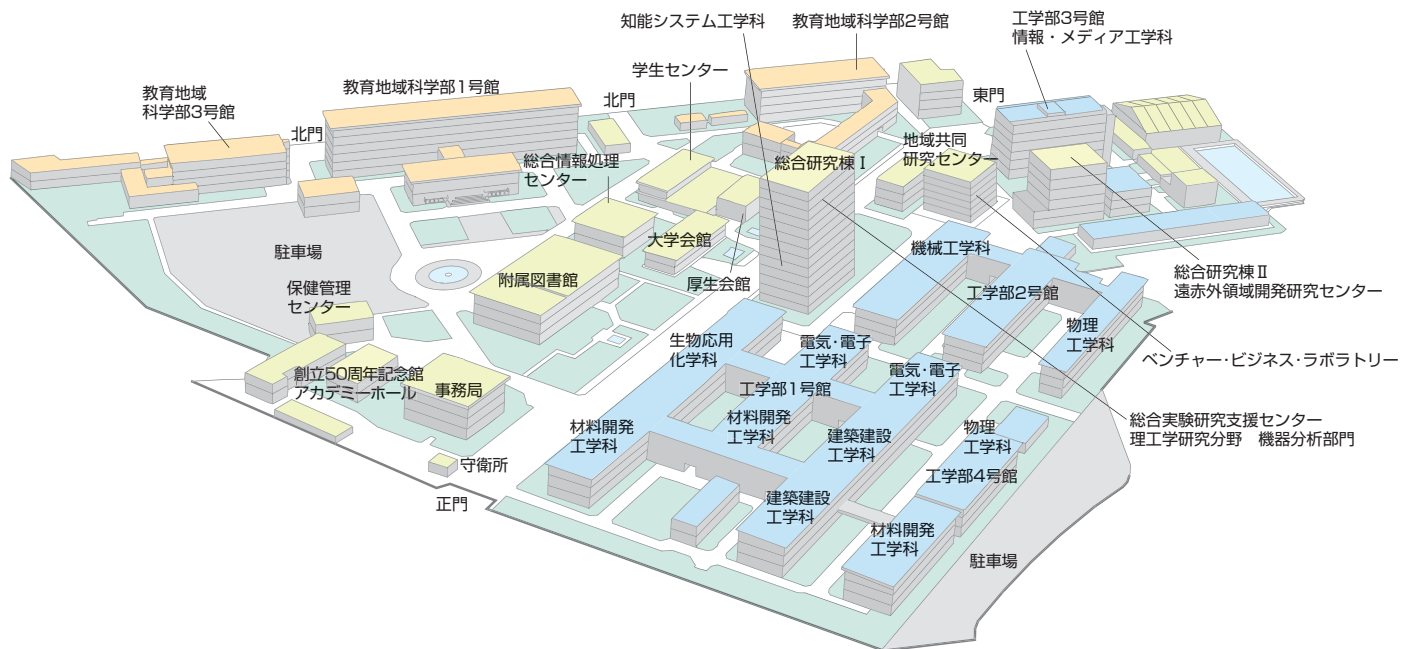 知能システム工学科
教育地域科学部2号館
工学部3号館
情報・メディア工学科
学生センター
教育地域科学部1号館
北門
東門
教育地域
科学部3号館
北門
総合情報処理
センター
総合研究棟Ⅰ
地域共同
研究センター
駐車場
大学会館
機械工学科
附属図書館
厚生会館
工学部2号館
総合研究棟Ⅱ
遠赤外領域開発研究センター
保健管理
センター
生物応用
化学科
電気・電子
工学科
物理
工学科
ベンチャー・ビジネス・ラボラトリー
創立50周年記念館
アカデミーホール
事務局
工学部1号館
電気・電子
工学科
材料開発
工学科
材料開発
工学科
建築建設
工学科
物理
工学科
総合実験研究支援センター
理工学研究分野　機器分析部門
守衛所
工学部4号館
正門
建築建設
工学科
材料開発
工学科
駐車場